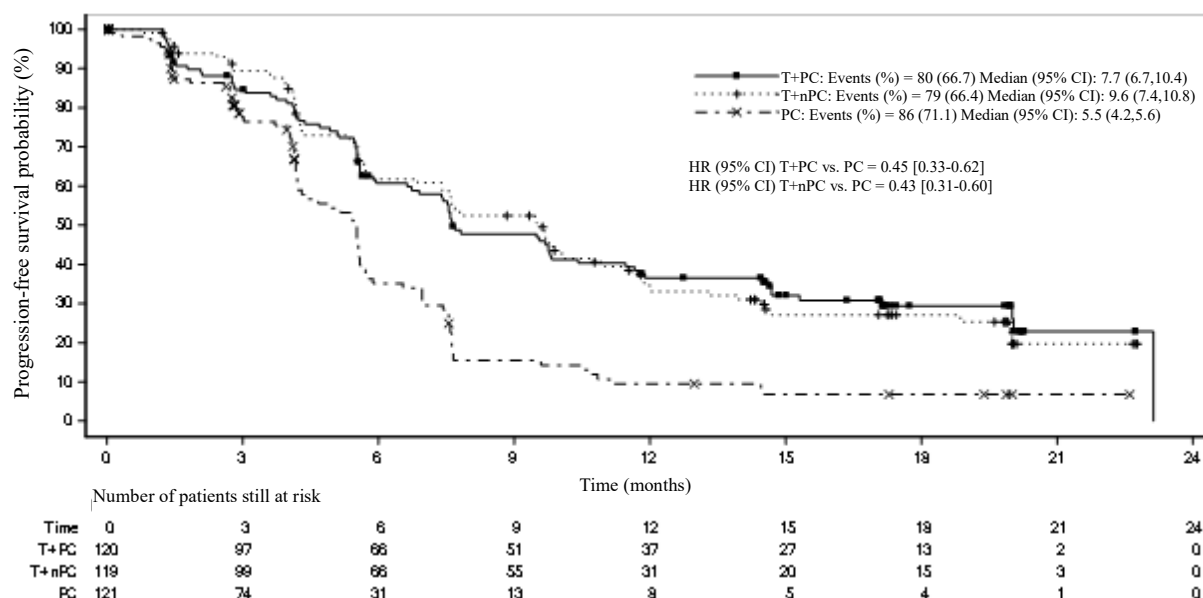 Progression-free survival probability (%)
100
90
80
70
60
50
40
30
20
10
0
T+PC: Events (%) = 80 (66.7) Median (95% CI): 7.7 (6.7,10.4)
T+nPC: Events (%) = 79 (66.4) Median (95% CI): 9.6 (7.4,10.8)
PC: Events (%) = 86 (71.1) Median (95% CI): 5.5 (4.2,5.6)
HR (95% CI) T+PC vs. PC = 0.45 [0.33-0.62]
HR (95% CI) T+nPC vs. PC = 0.43 [0.31-0.60]
0 3 6 9 12 15 18 21 24
Time (months)
Number of patients still at risk
Time 0 3 6 9 12 15 18 21 24
T+PC 120 97 66 51 37 27 13 2 0
T+nPC 119 99 66 55 31 20 15 3 0
PC 121 74 31 13 9 5 4 1 0